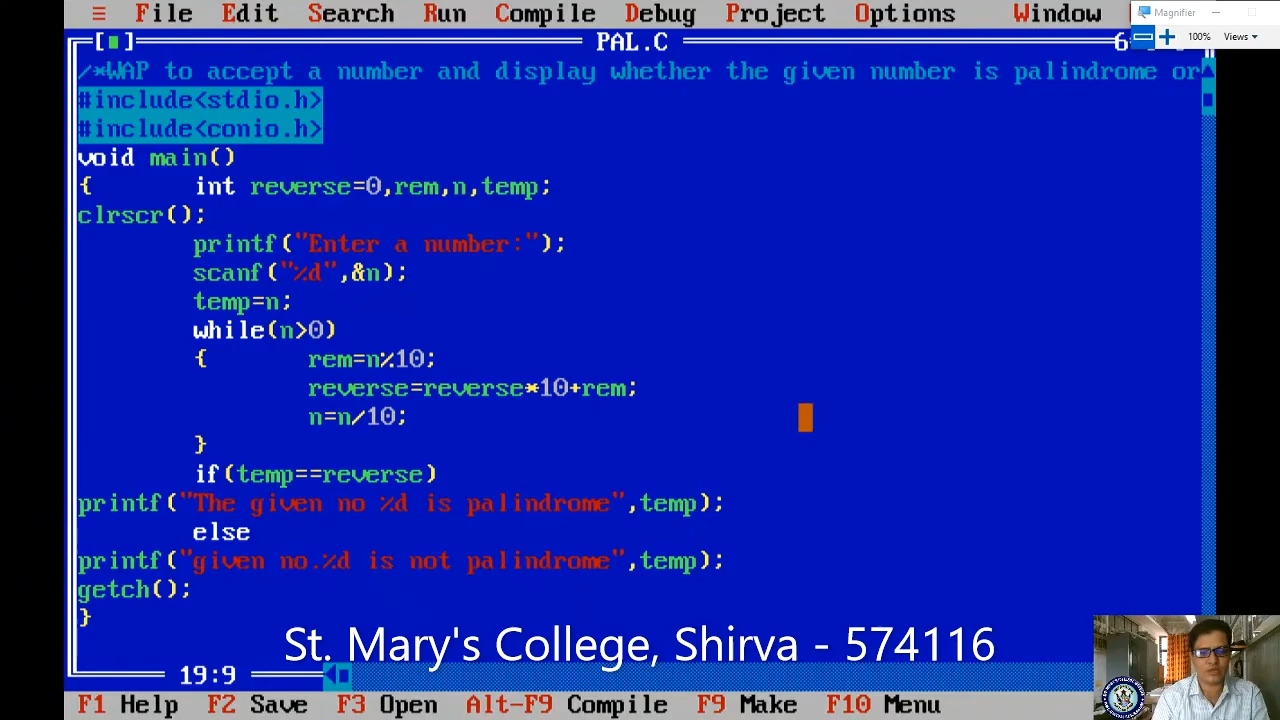 ≡ File Edit Search Run Compile Debug Project Options Window
Magnifier
100% Views
[■] PAL.C
/*WAP to accept a number and display whether the given number is palindrome or
#include<stdio.h>
#include<conio.h>
void main()
{ int reverse=0,rem,n,temp;
clrscr();
printf("Enter a number:");
scanf("%d",&n);
temp=n;
while(n>0)
{ rem=n%10;
reverse=reverse*10+rem;
n=n/10;
}
if(temp==reverse)
printf("The given no %d is palindrome",temp);
else
printf("given no.%d is not palindrome",temp);
getch();
}
St. Mary's College, Shirva - 574116
19:9
F1 Help F2 Save F3 Open Alt-F9 Compile F9 Make F10 Menu